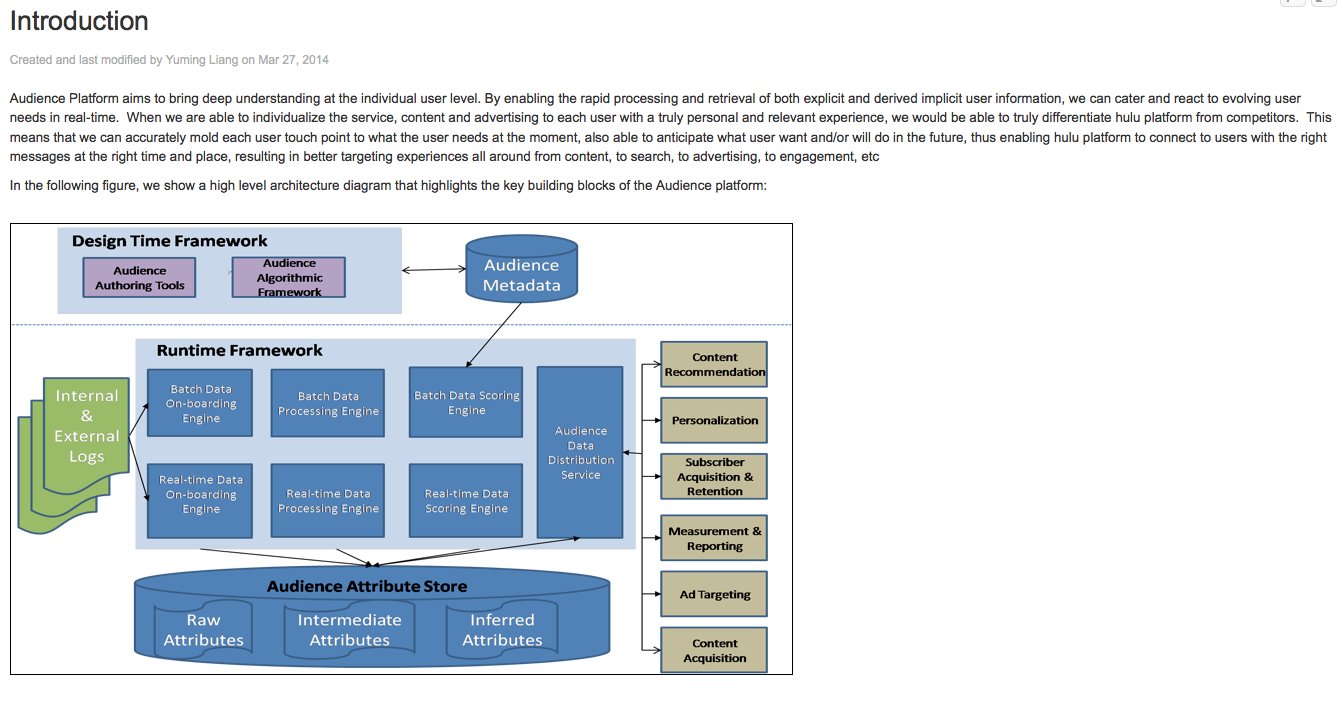 Introduction
Created and last modified by Yuming Liang on Mar 27, 2014
Audience Platform aims to bring deep understanding at the individual user level. By enabling the rapid processing and retrieval of both explicit and derived implicit user information, we can cater and react to evolving user
needs in real-time.  When we are able to individualize the service, content and advertising to each user with a truly personal and relevant experience, we would be able to truly differentiate hulu platform from competitors.  This
means that we can accurately mold each user touch point to what the user needs at the moment, also able to anticipate what user want and/or will do in the future, thus enabling hulu platform to connect to users with the right
messages at the right time and place, resulting in better targeting experiences all around from content, to search, to advertising, to engagement, etc
In the following figure, we show a high level architecture diagram that highlights the key building blocks of the Audience platform:
Design Time Framework
Audience
Authoring Tools
Audience
Algorithmic
Framework
Audience
Metadata
Runtime Framework
Internal
&
External
Logs
Batch Data
On-boarding
Engine
Batch Data
Processing Engine
Batch Data Scoring
Engine
Real-time Data
On-boarding
Engine
Real-time Data
Processing Engine
Real-time Data
Scoring Engine
Audience
Data
Distribution
Service
Content
Recommendation
Personalization
Subscriber
Acquisition &
Retention
Measurement &
Reporting
Ad Targeting
Content
Acquisition
Audience Attribute Store
Raw
Attributes
Intermediate
Attributes
Inferred
Attributes